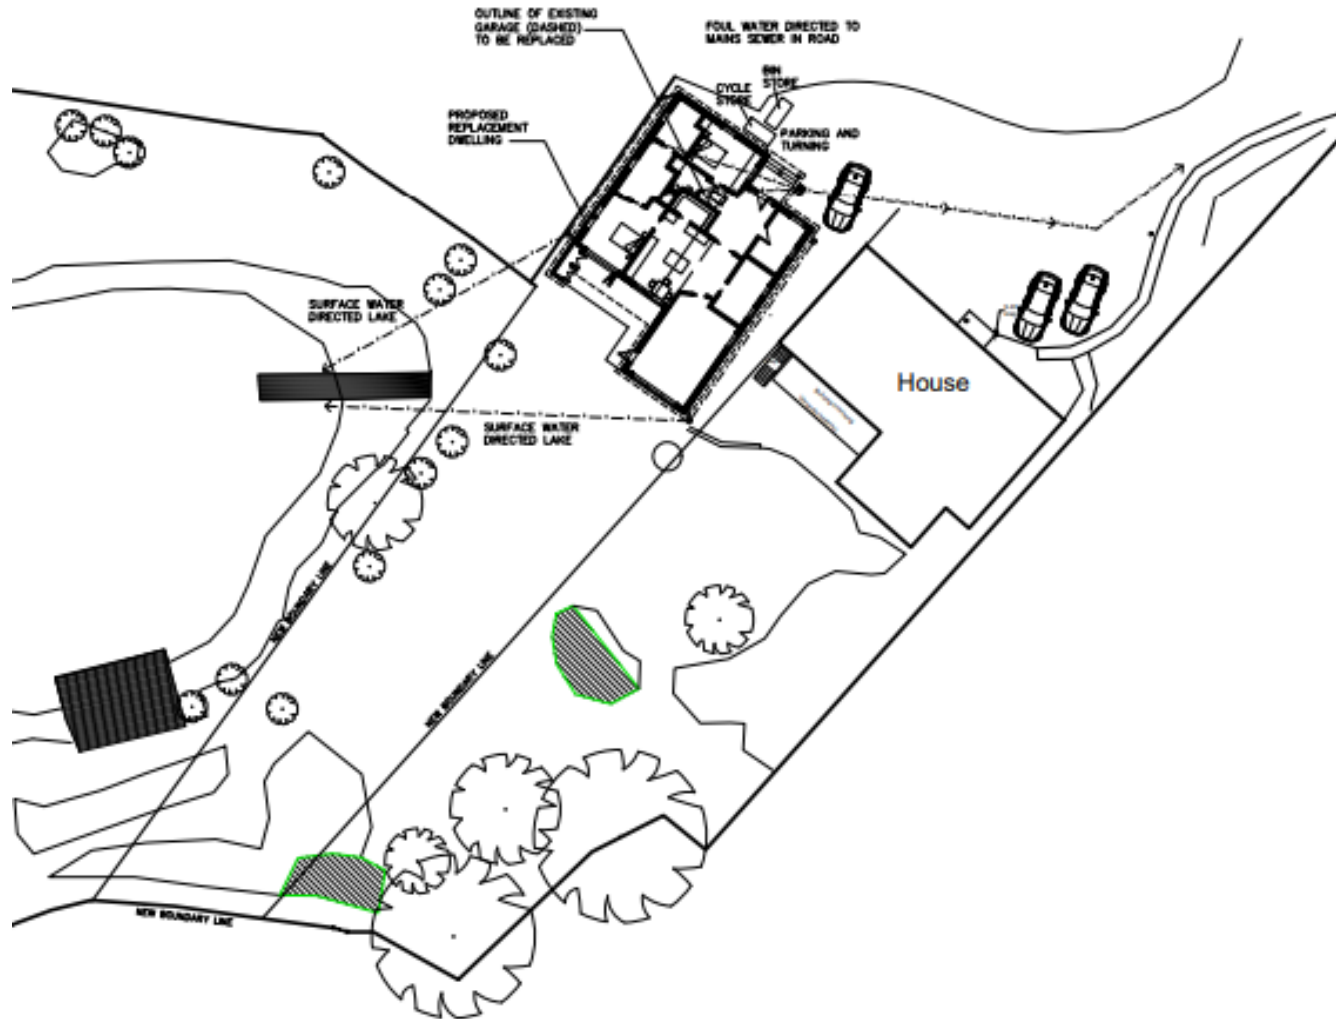 OUTLINE OF EXISTING
GARAGE (DASHED)
TO BE REPLACED
FOUL WATER DIRECTED TO
MAINS SEWER IN ROAD
BIN
STORE
CYCLE
STORE
PROPOSED
REPLACEMENT
DWELLING
PARKING AND
TURNING
SURFACE WATER
DIRECTED LAKE
House
SURFACE WATER
DIRECTED LAKE
NEW BOUNDARY LINE
NEW BOUNDARY LINE
NEW BOUNDARY LINE